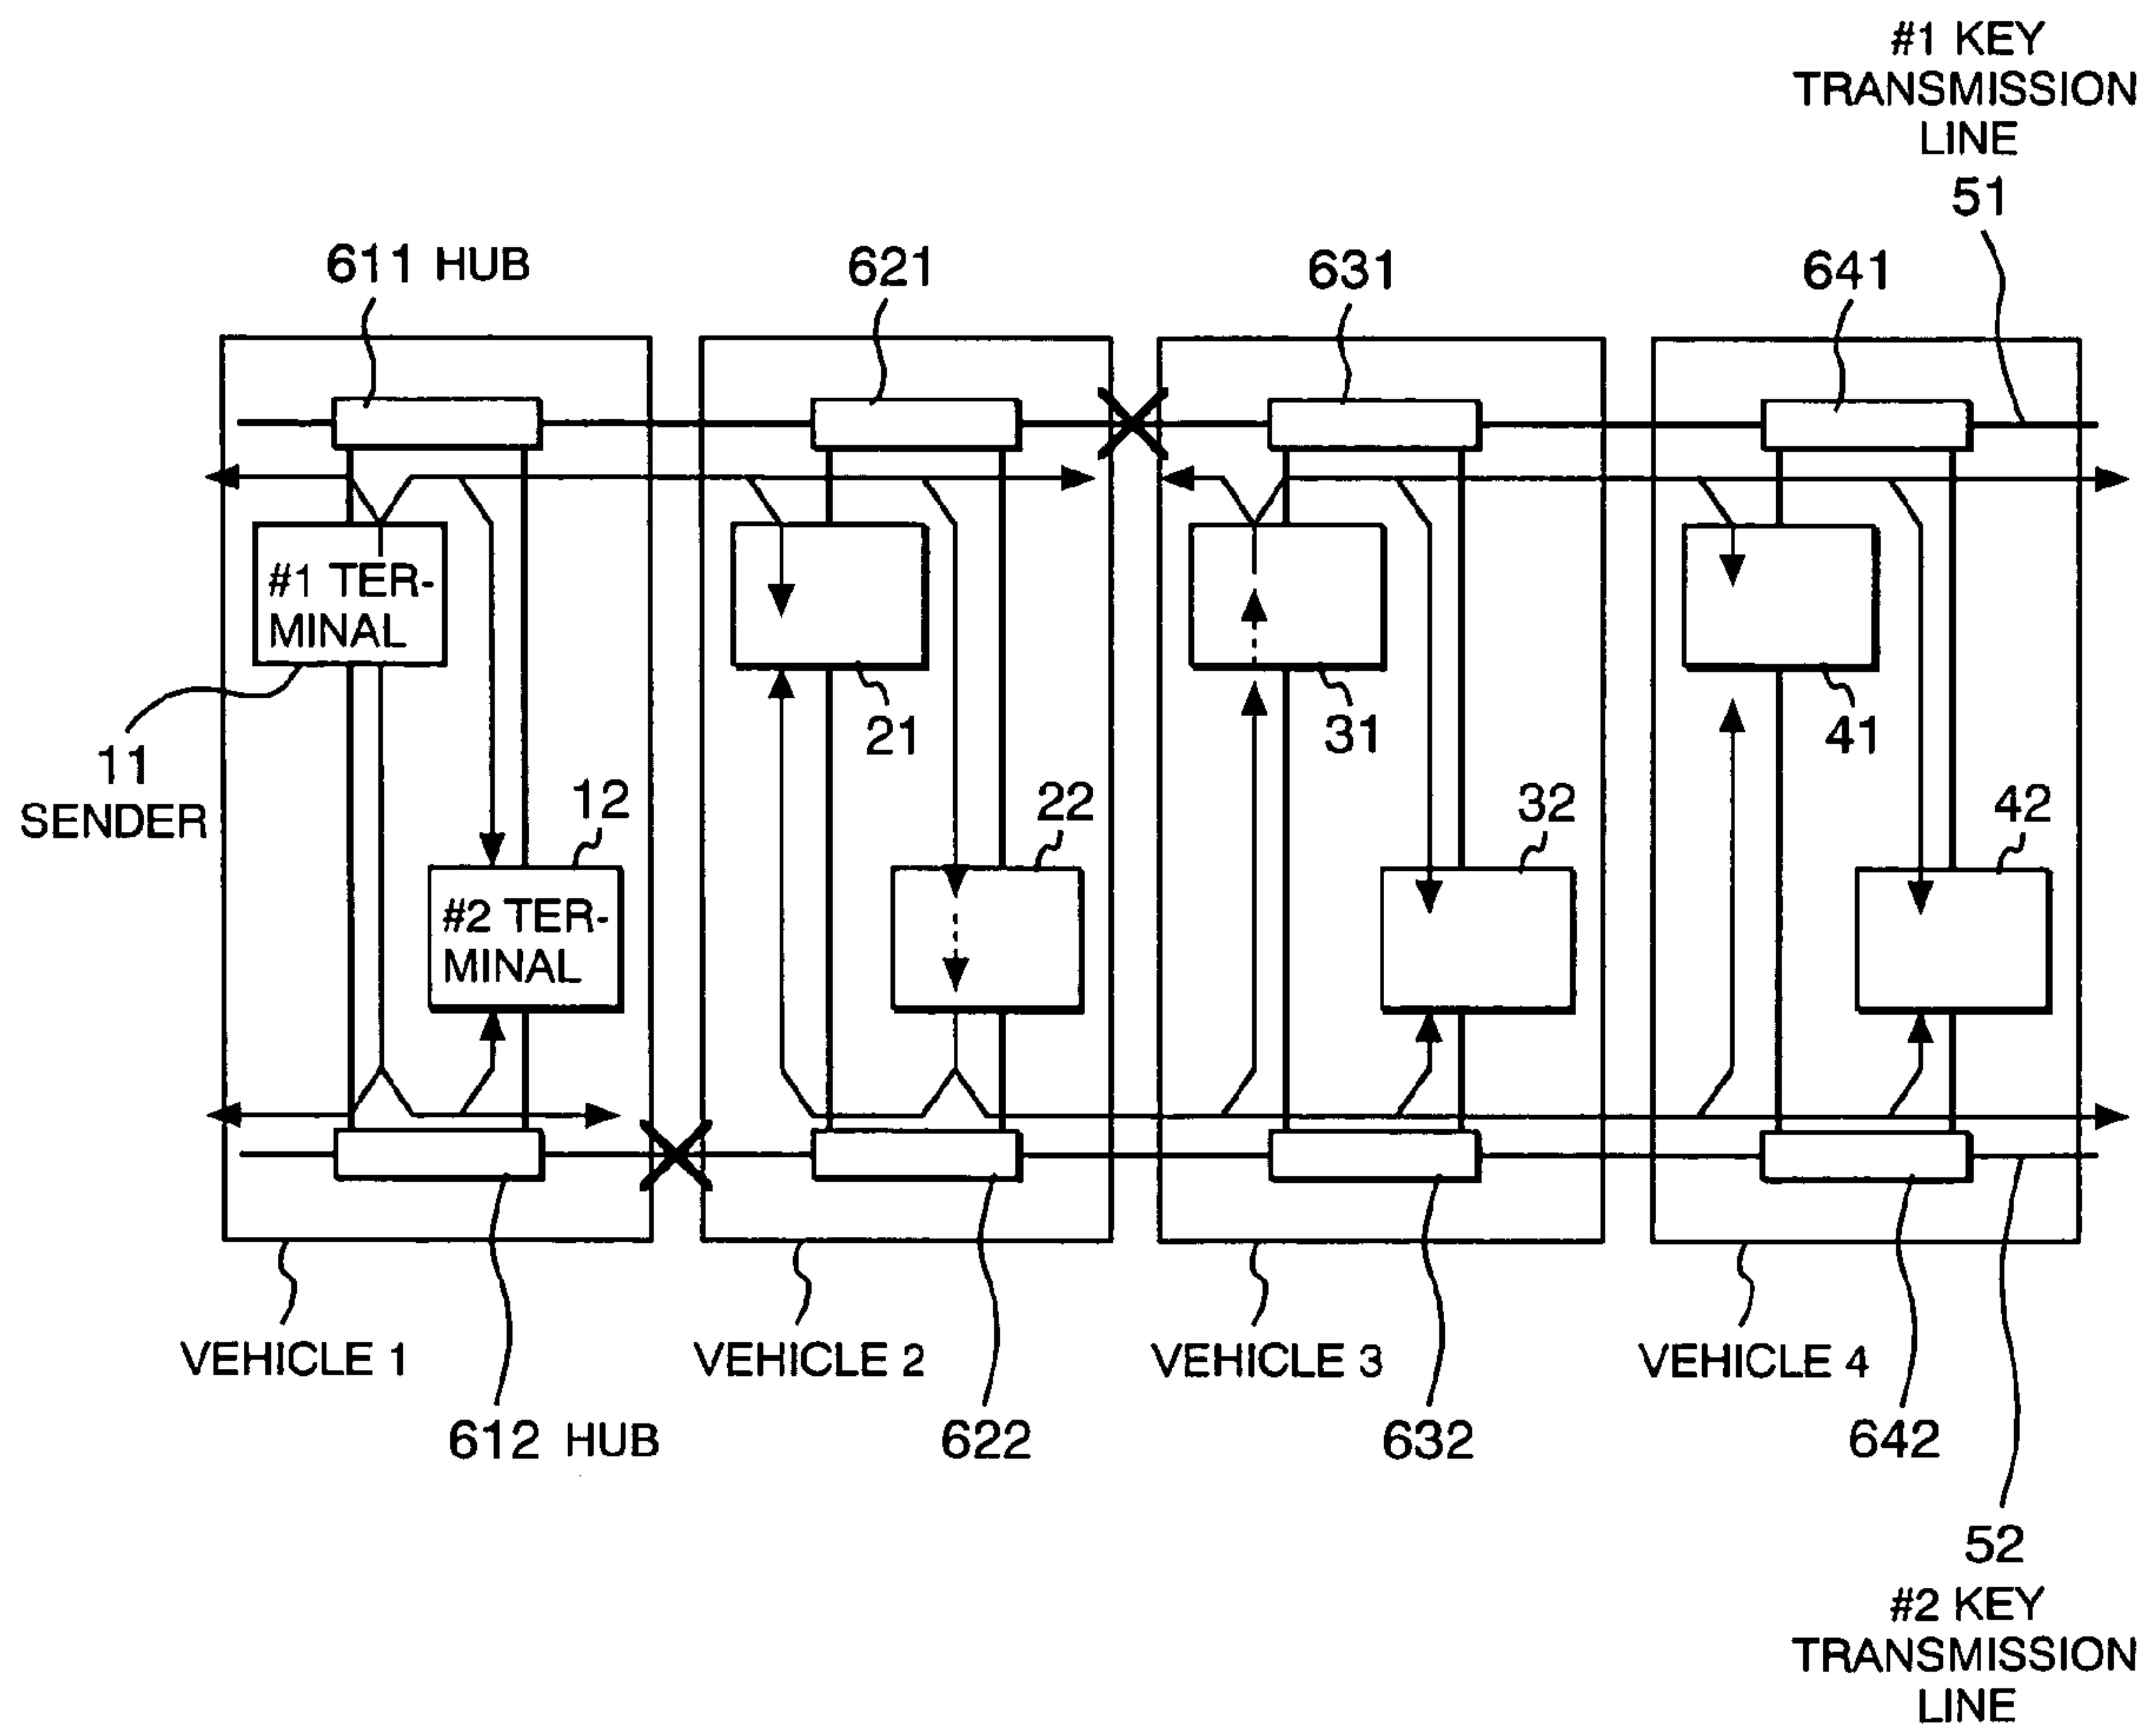 #1 KEY
TRANSMISSION
LINE
51
611 HUB
621
631
641
#1 TER-
MINAL
11
SENDER
21
31
41
12
22
32
42
#2 TER-
MINAL
VEHICLE 1
VEHICLE 2
VEHICLE 3
VEHICLE 4
612 HUB
622
632
642
52
#2 KEY
TRANSMISSION
LINE